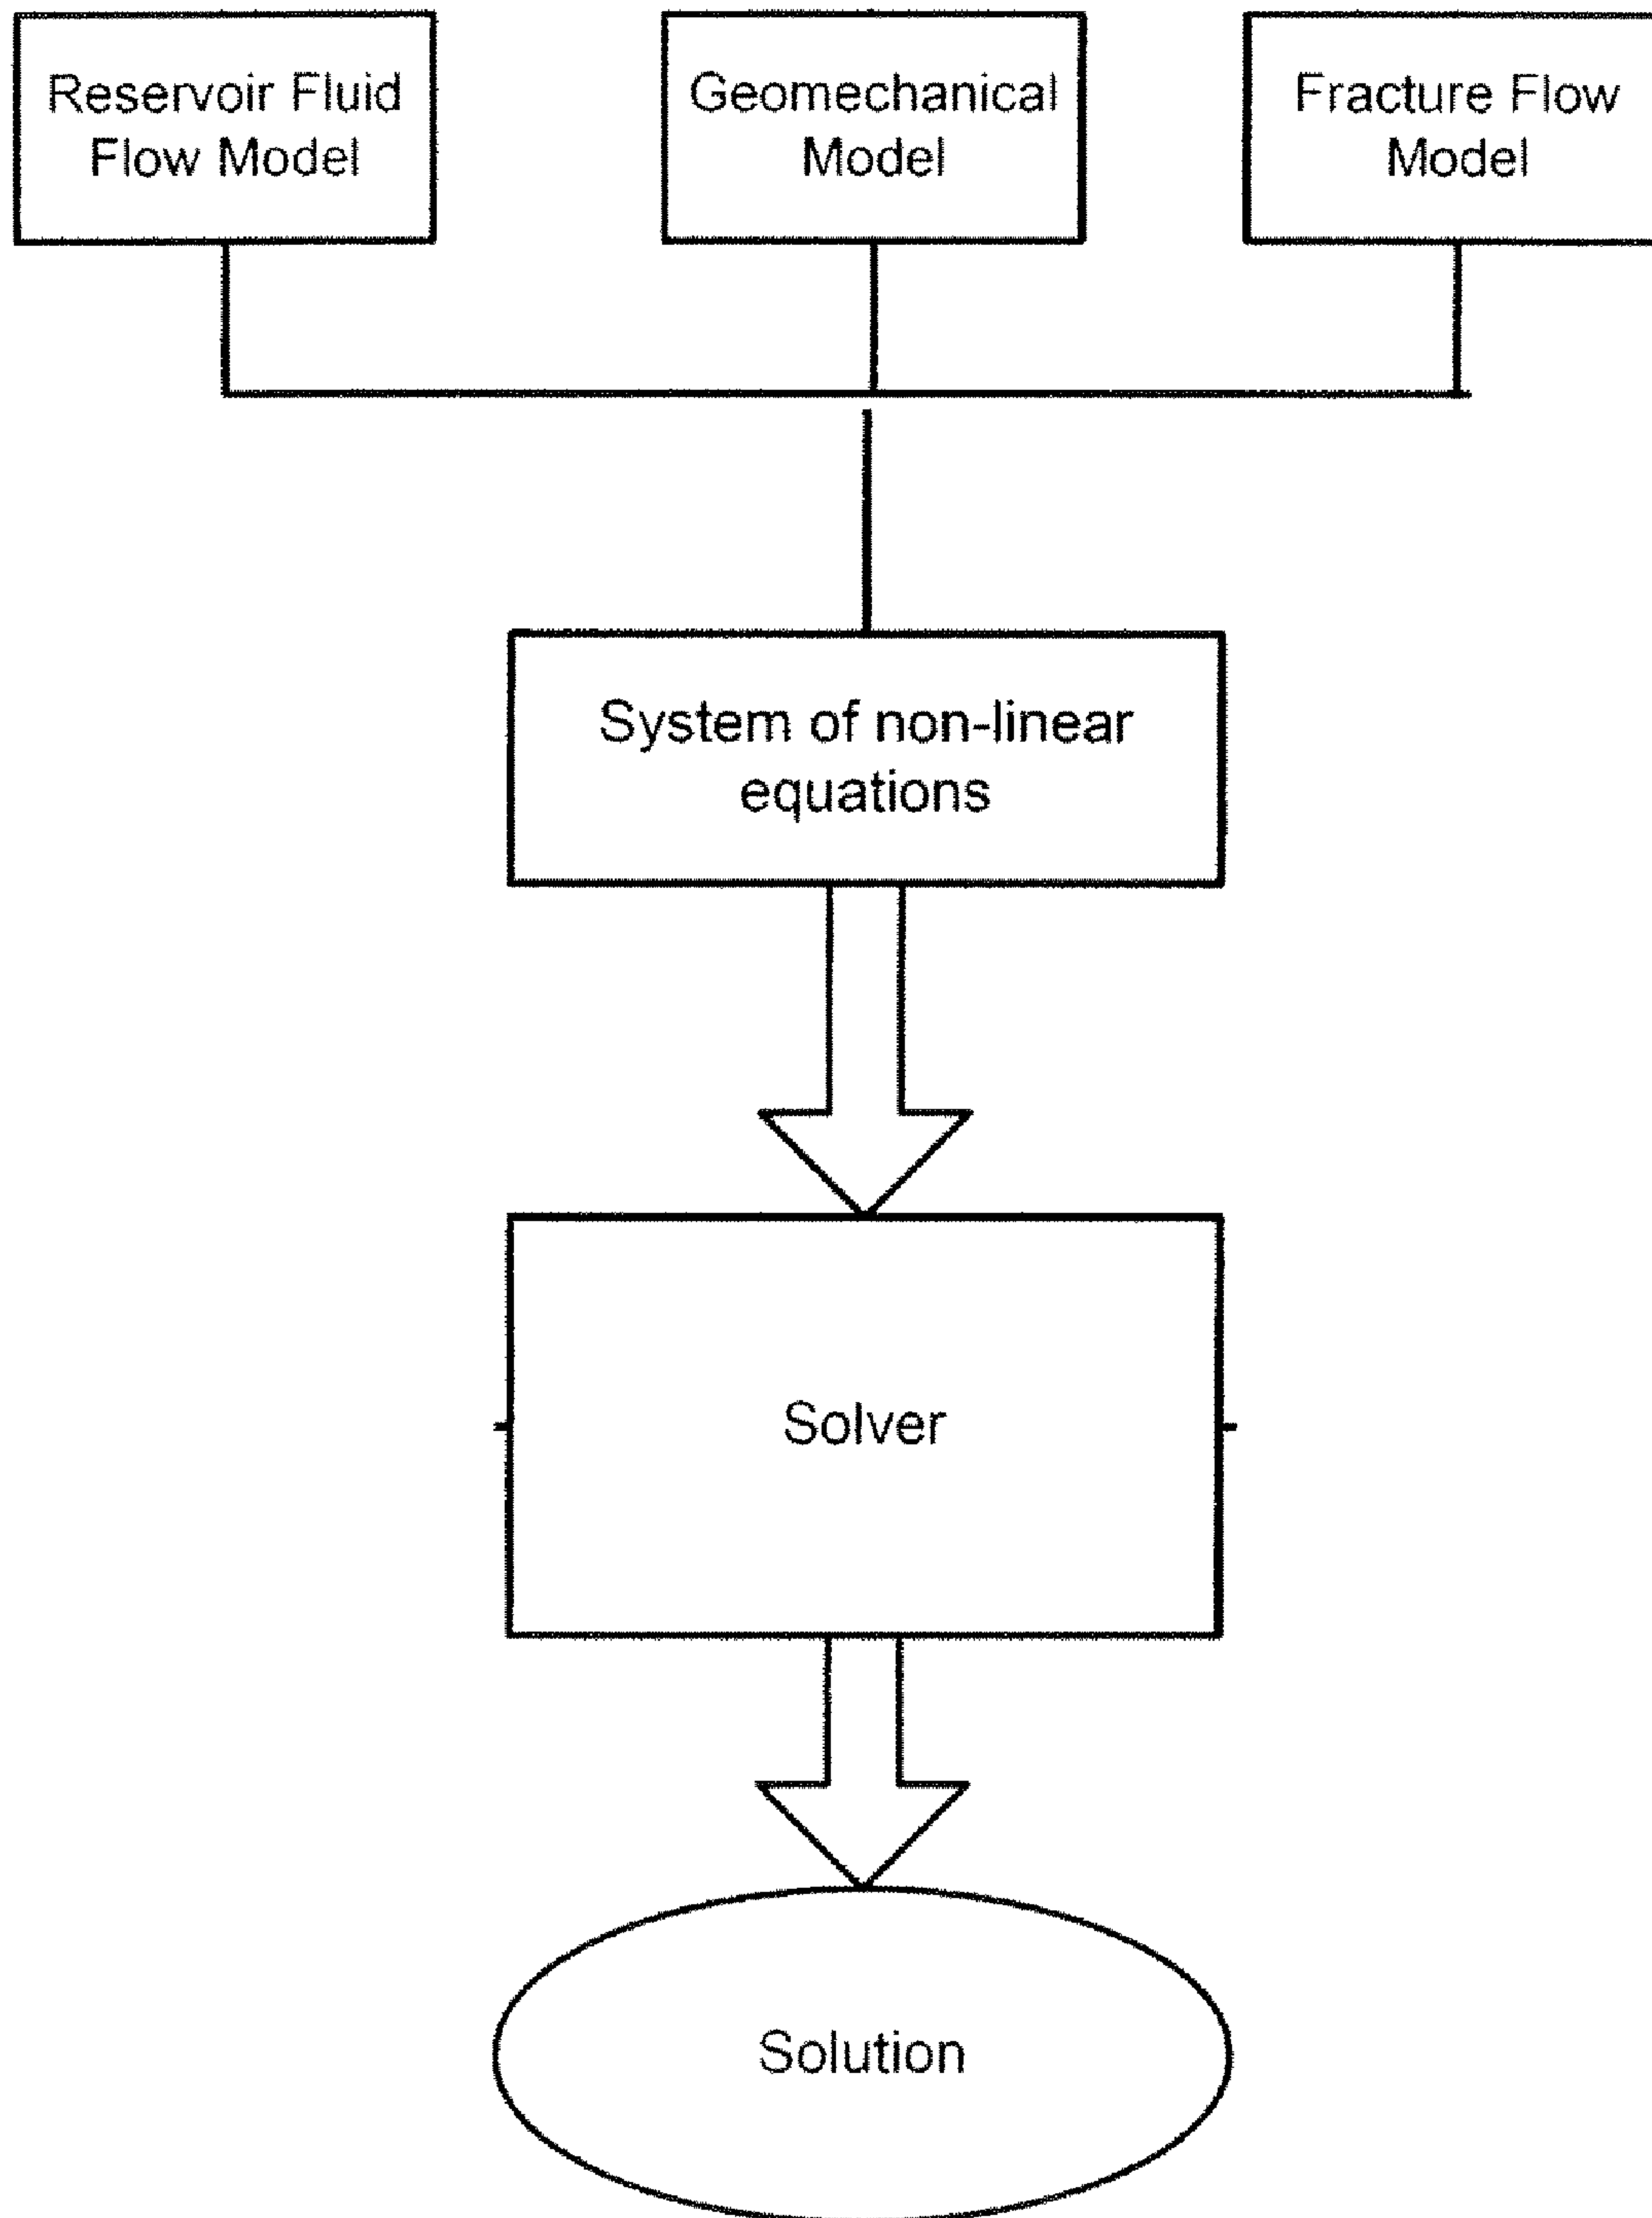 Reservoir Fluid
Flow Model
Geomechanical
Model
Fracture Flow
Model
System of non-linear
equations
Solver
Solution